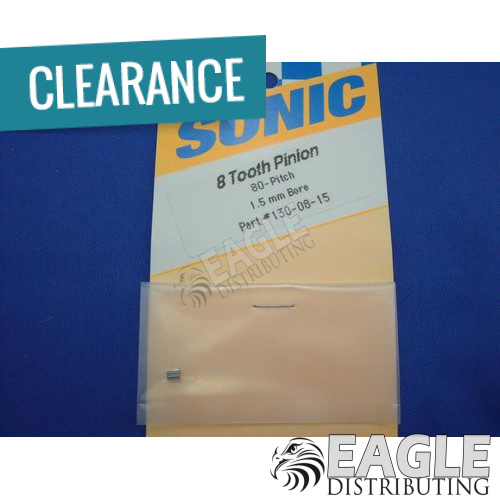 CLEARANCE
SONIC
8 Tooth Pinion
80-Pitch
1.5 mm Bore
Part #130-08-15
EAGLE
DISTRIBUTING
EAGLE
DISTRIBUTING